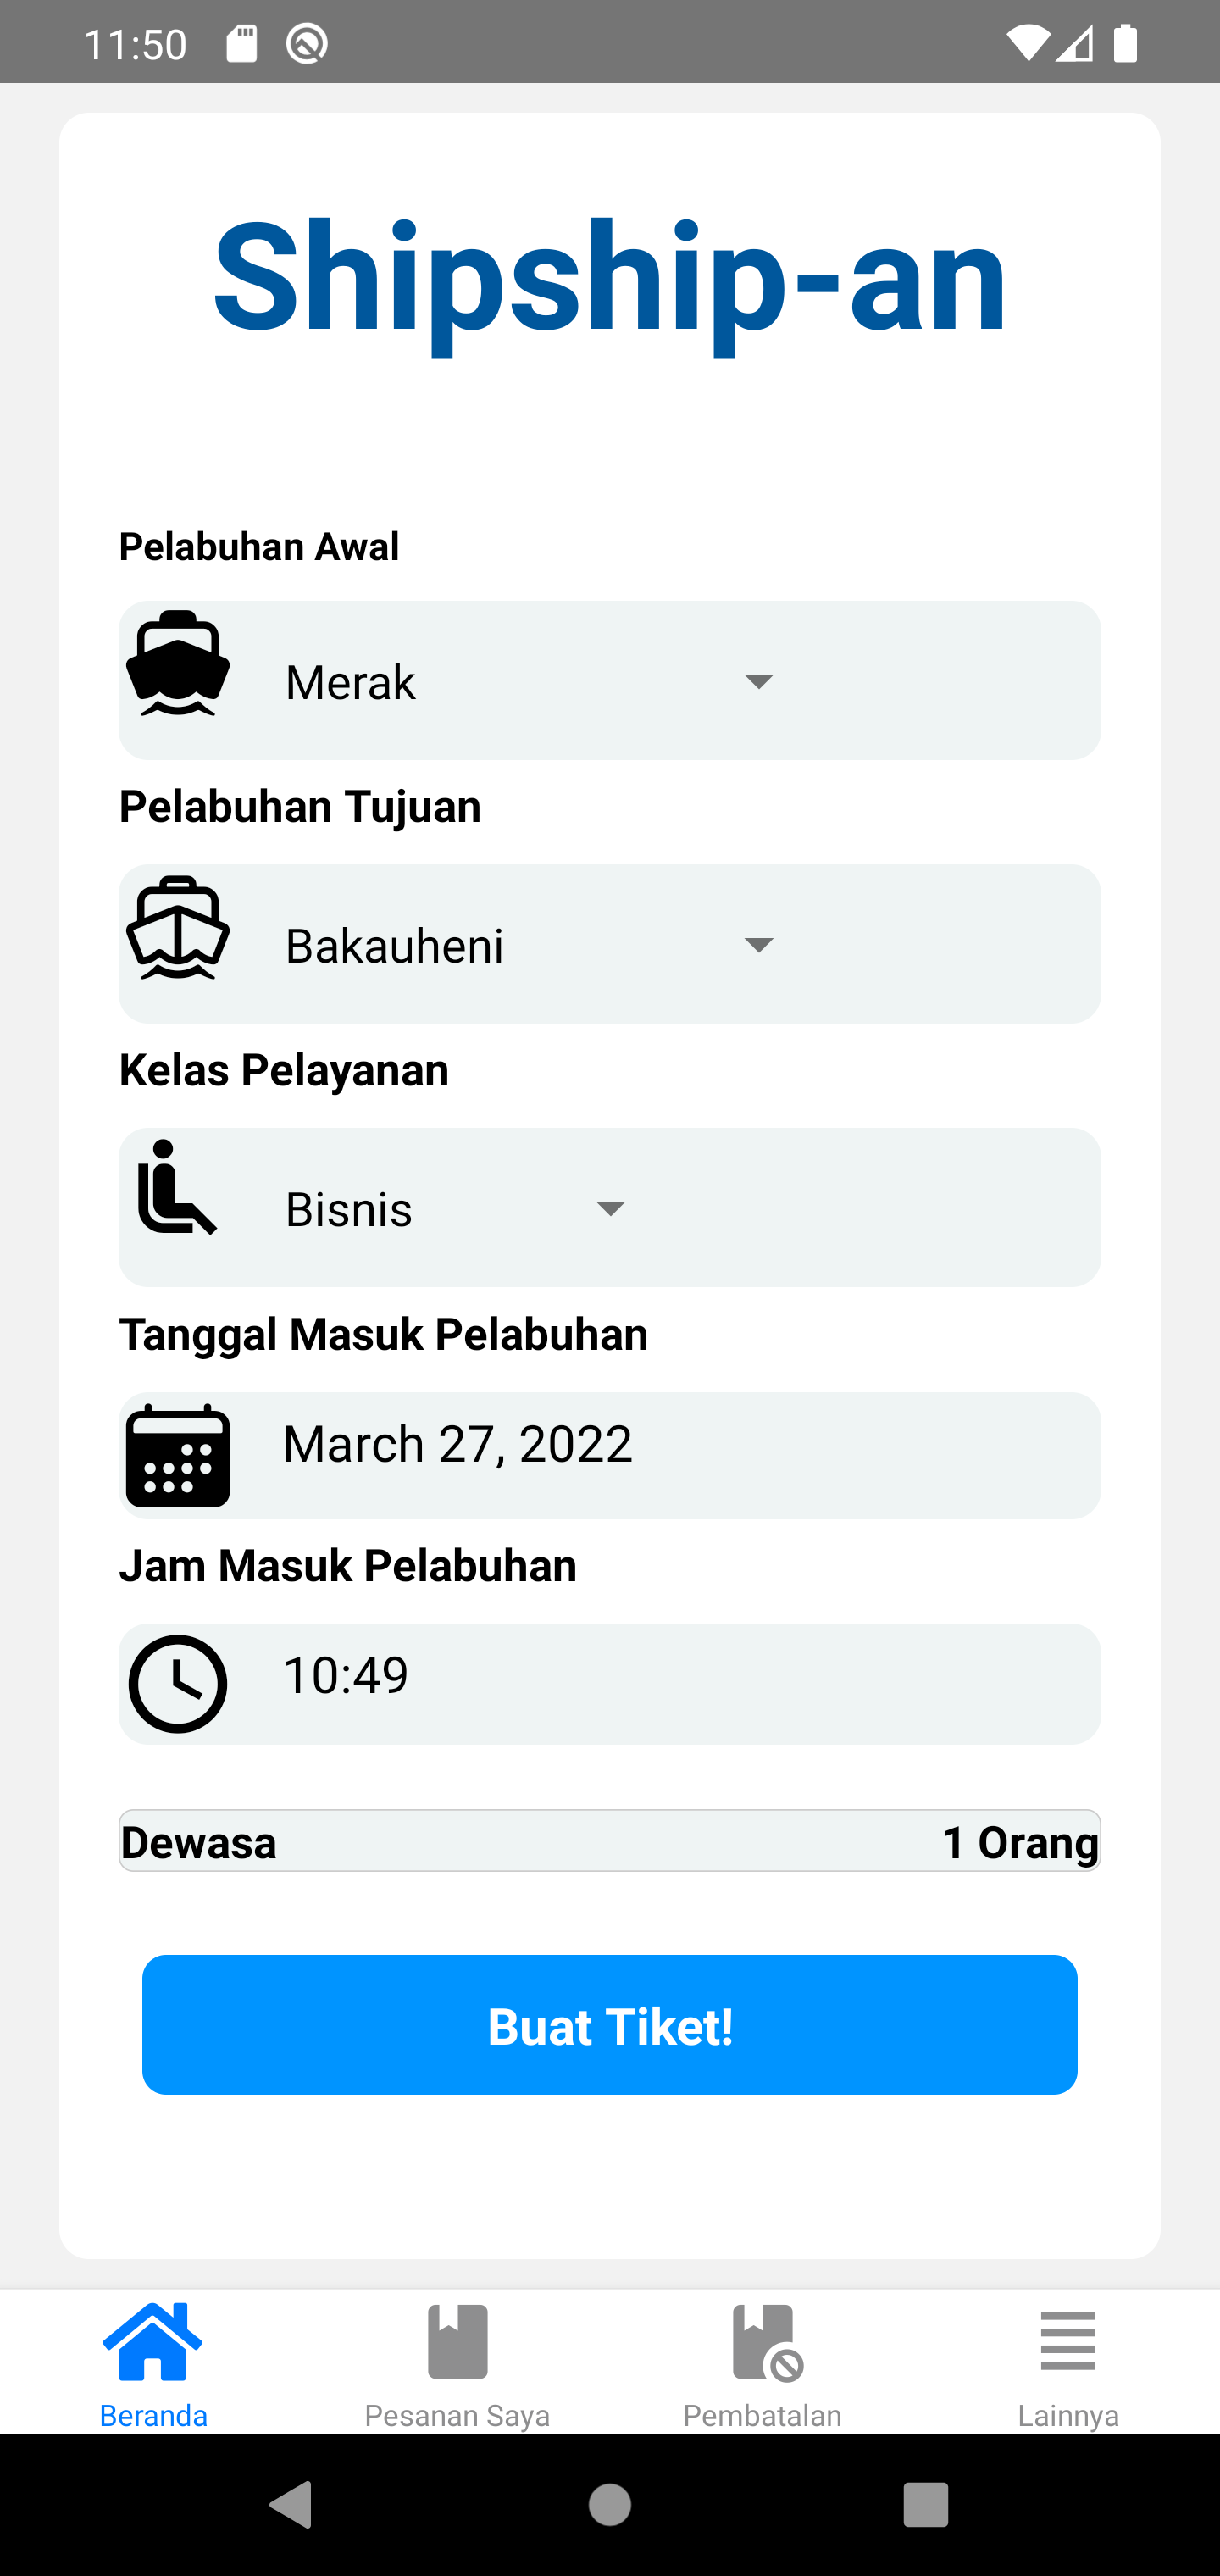 11:50
Shipship-an
Pelabuhan Awal
Merak
Pelabuhan Tujuan
Bakauheni
Kelas Pelayanan
Bisnis
Tanggal Masuk Pelabuhan
March 27, 2022
Jam Masuk Pelabuhan
10:49
Dewasa 1 Orang
Buat Tiket!
Beranda Pesanan Saya Pembatalan Lainnya